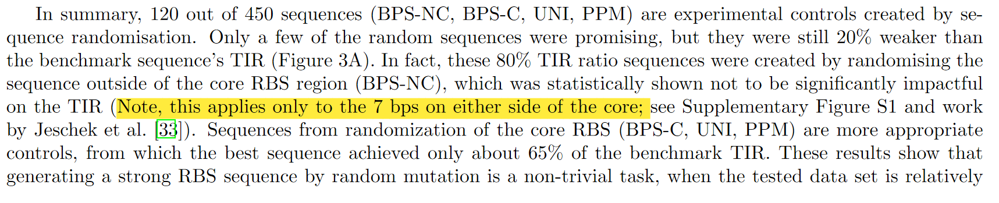 In summary, 120 out of 450 sequences (BPS-NC, BPS-C, UNI, PPM) are experimental controls created by se-
quence randomisation. Only a few of the random sequences were promising, but they were still 20% weaker than
the benchmark sequence's TIR (Figure 3A). In fact, these 80% TIR ratio sequences were created by randomising the
sequence outside of the core RBS region (BPS-NC), which was statistically shown not to be significantly impactful
on the TIR (Note, this applies only to the 7 bps on either side of the core; see Supplementary Figure S1 and work
by Jeschek et al. [33]). Sequences from randomization of the core RBS (BPS-C, UNI, PPM) are more appropriate
controls, from which the best sequence achieved only about 65% of the benchmark TIR. These results show that
generating a strong RBS sequence by random mutation is a non-trivial task, when the tested data set is relatively